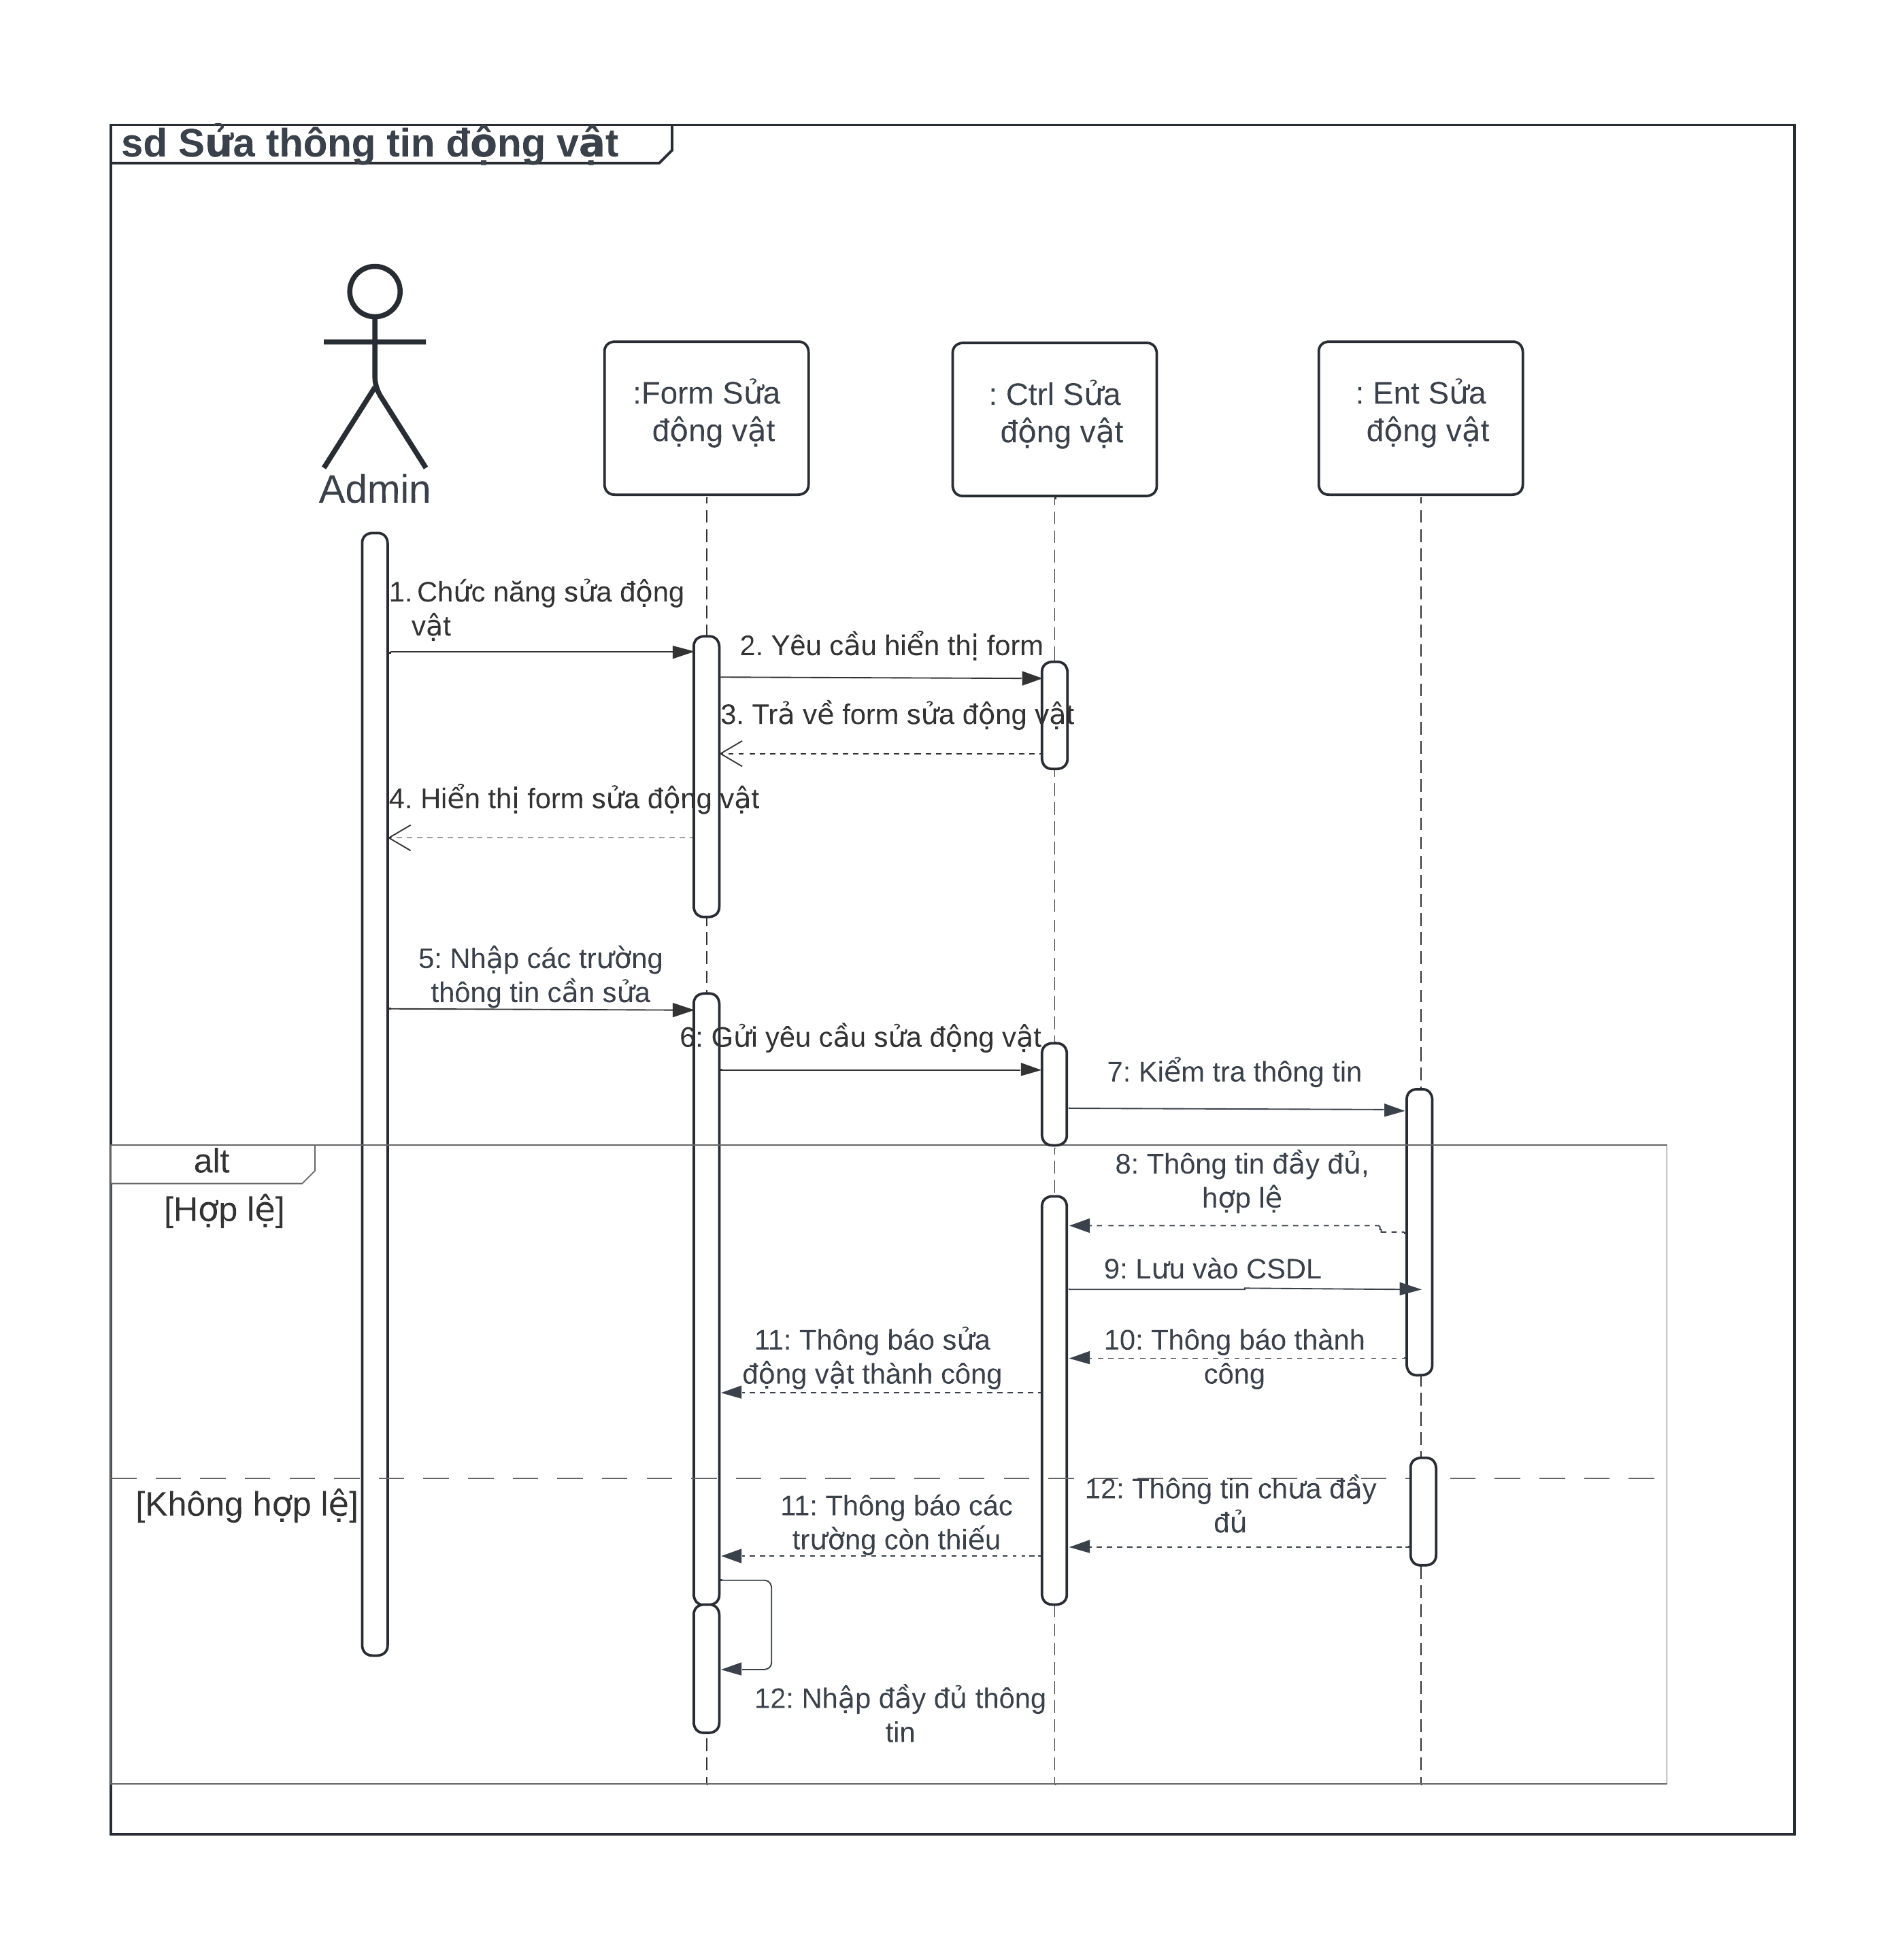 sd Sửa thông tin động vật
Admin
:Form Sửa
động vật
: Ctrl Sửa
động vật
: Ent Sửa
động vật
1. Chức năng sửa động
vật
2. Yêu cầu hiển thị form
3. Trả về form sửa động vật
4. Hiển thị form sửa động vật
5: Nhập các trường
thông tin cần sửa
6: Gửi yêu cầu sửa động vật
7: Kiểm tra thông tin
alt
[Hợp lệ]
8: Thông tin đầy đủ,
hợp lệ
9: Lưu vào CSDL
10: Thông báo thành
công
11: Thông báo sửa
động vật thành công
[Không hợp lệ]
12: Thông tin chưa đầy
đủ
11: Thông báo các
trường còn thiếu
12: Nhập đầy đủ thông
tin